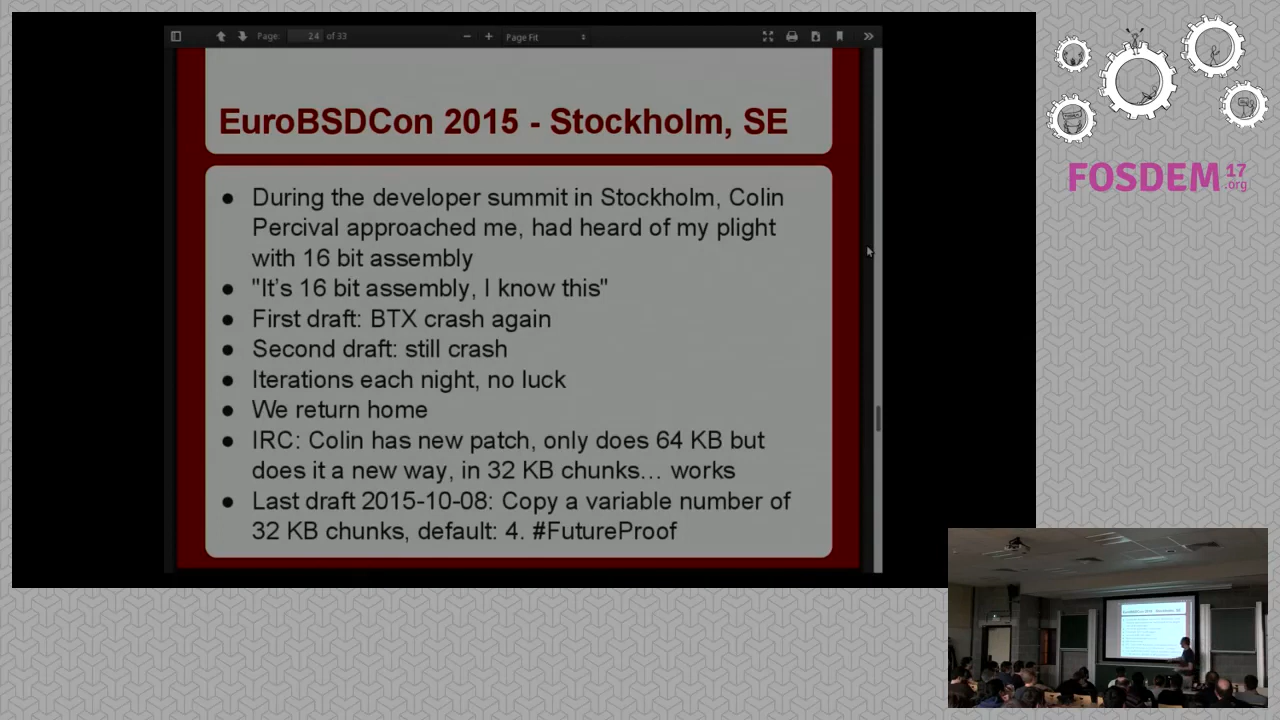 Page: 24 of 33
Page Fit
EuroBSDCon 2015 - Stockholm, SE
● During the developer summit in Stockholm, Colin
Percival approached me, had heard of my plight
with 16 bit assembly
● "It's 16 bit assembly, I know this"
● First draft: BTX crash again
● Second draft: still crash
● Iterations each night, no luck
● We return home
● IRC: Colin has new patch, only does 64 KB but
does it a new way, in 32 KB chunks... works
● Last draft 2015-10-08: Copy a variable number of
32 KB chunks, default: 4. #FutureProof
FOSDEM 17
.org
EuroBSDCon 2015 - Stockholm, SE